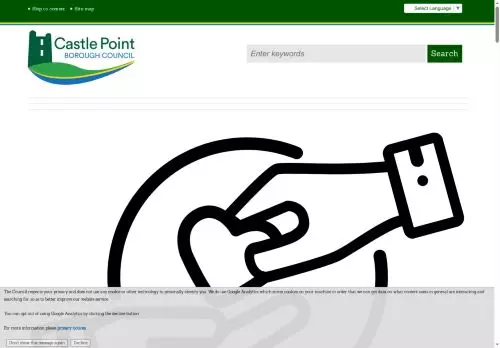 Skip to content
Site map
Select Language ▼
Castle Point
BOROUGH COUNCIL
Enter keywords
Search
The Council respects your privacy and does not use any cookie or other technology to personally identify you. We do use Google Analytics which stores cookies on your machine in order that we can get data on what content users in general are interacting and
searching for, so as to better improve our website service.
You can opt out of using Google Analytics by clicking the decline button
For more information please privacy notices
Don't show this message again
Decline